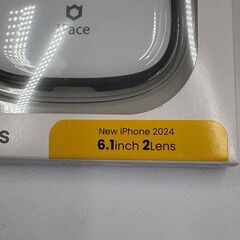 iFace
S
New iPhone 2024
6.1inch 2Lens